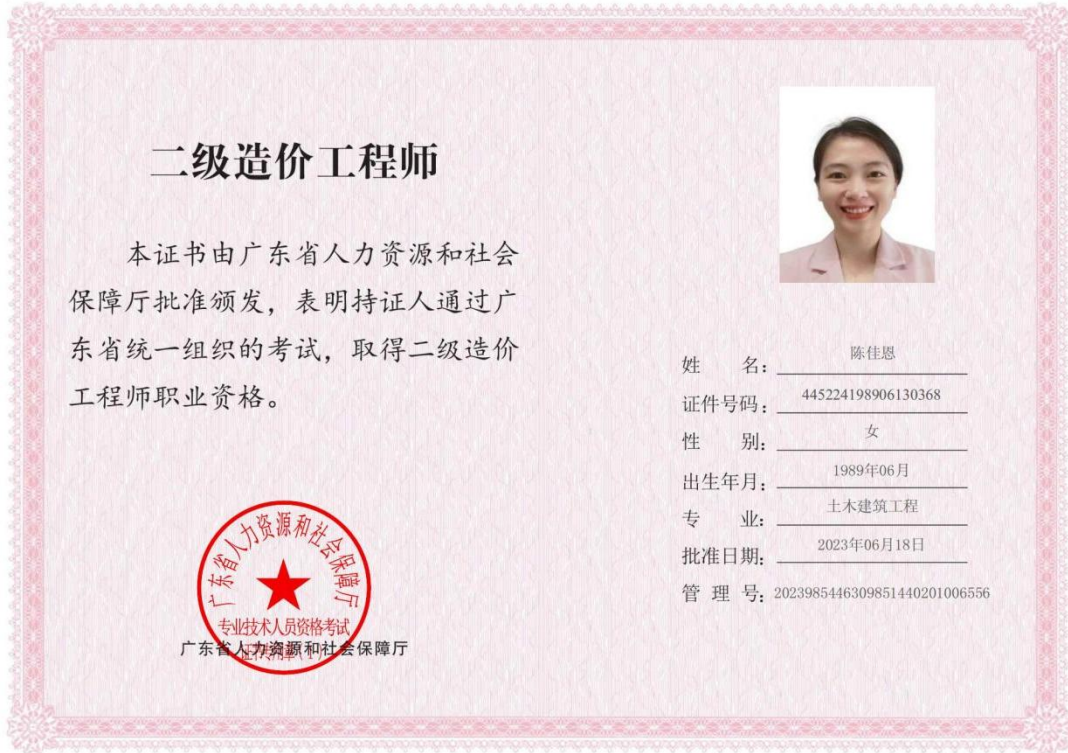 二级造价工程师
本证书由广东省人力资源和社会
保障厅批准颁发，表明持证人通过广
东省统一组织的考试，取得二级造价
工程师职业资格。
姓 名：陈佳恩
证件号码：445224198906130368
性 别：女
出生年月：1989年06月
专 业：土木建筑工程
批准日期：2023年06月18日
管 理 号：2023985446309851440201006556
广东省人力资源和社会保障厅
专业技术人员资格考试
证书专用章（1）
广东省人力资源和社会保障厅